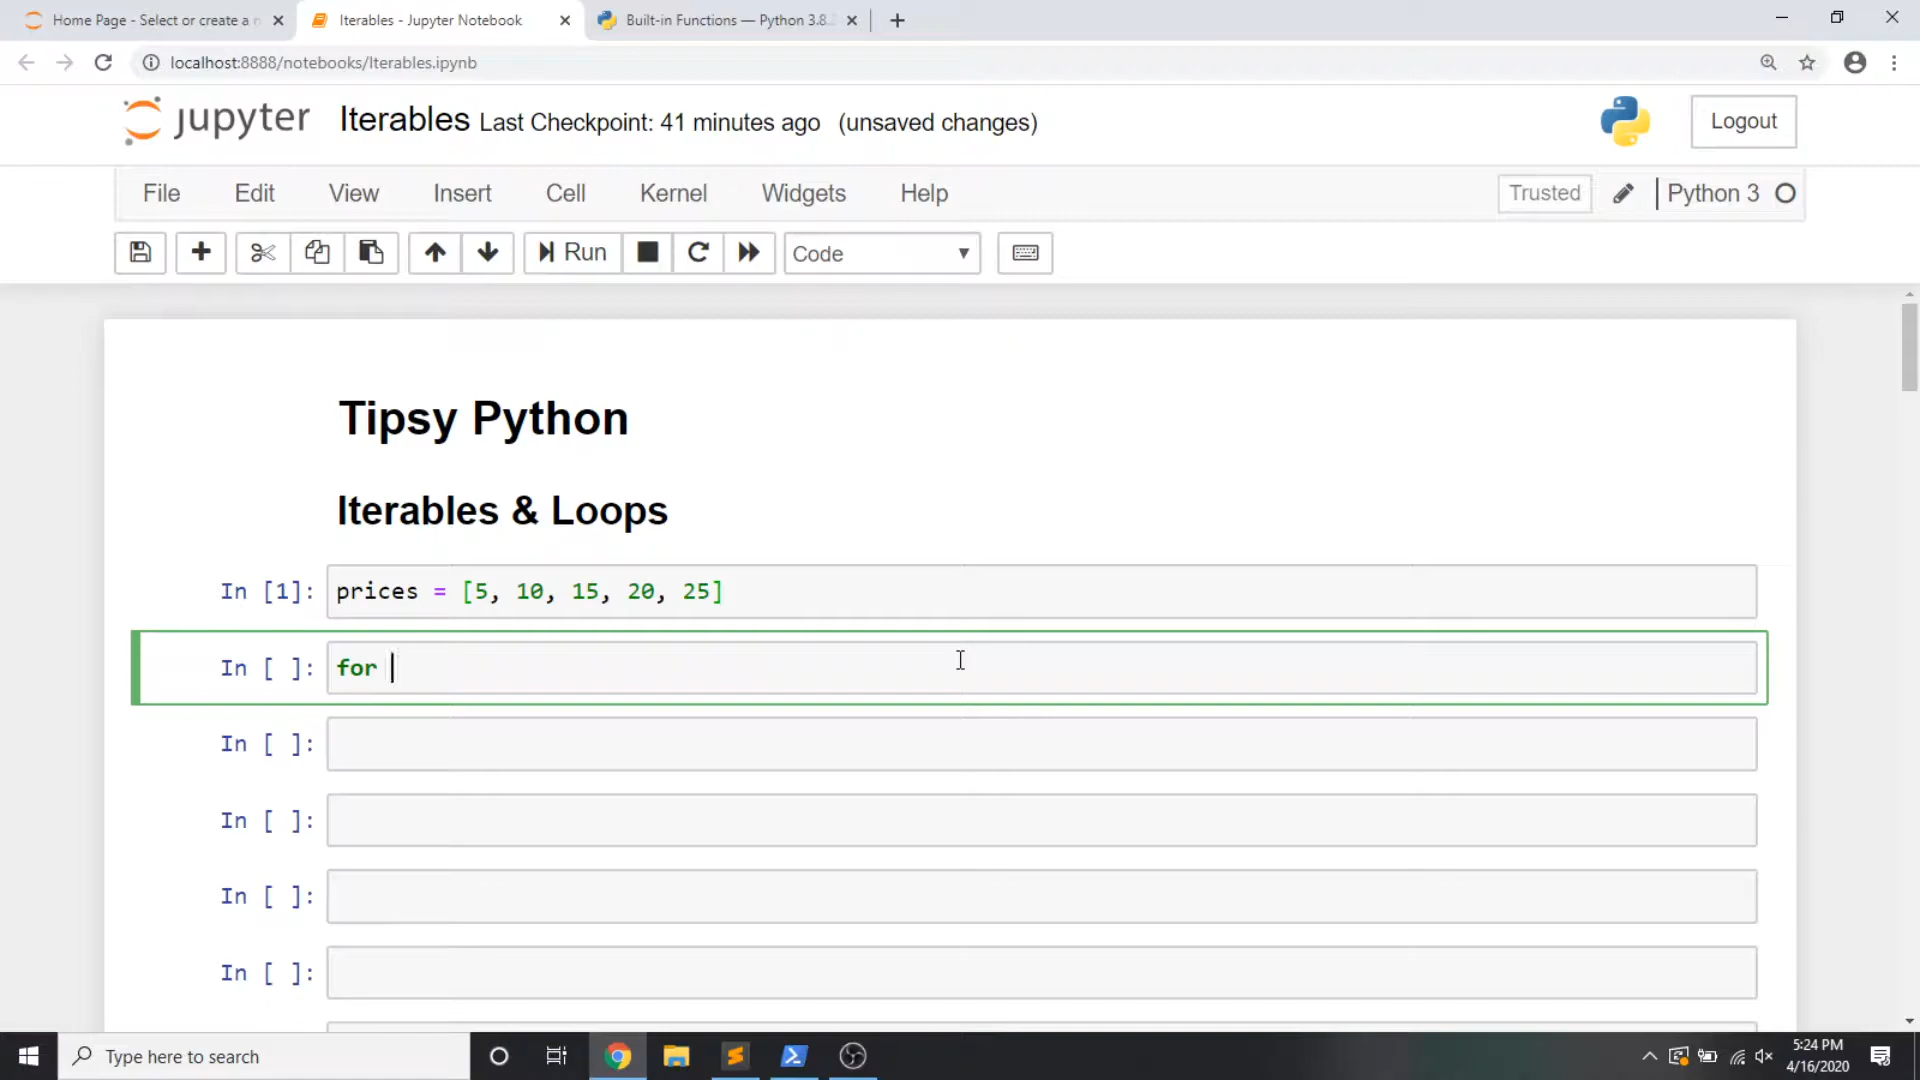 Home Page - Select or create a n
Iterables - Jupyter Notebook
Built-in Functions — Python 3.8.2
localhost:8888/notebooks/Iterables.ipynb
jupyter Iterables Last Checkpoint: 41 minutes ago (unsaved changes)
Logout
File Edit View Insert Cell Kernel Widgets Help
Trusted Python 3
Run Code
Tipsy Python
Iterables & Loops
In [1]: prices = [5, 10, 15, 20, 25]
In [ ]: for
In [ ]:
In [ ]:
In [ ]:
In [ ]:
Type here to search
5:24 PM
4/16/2020